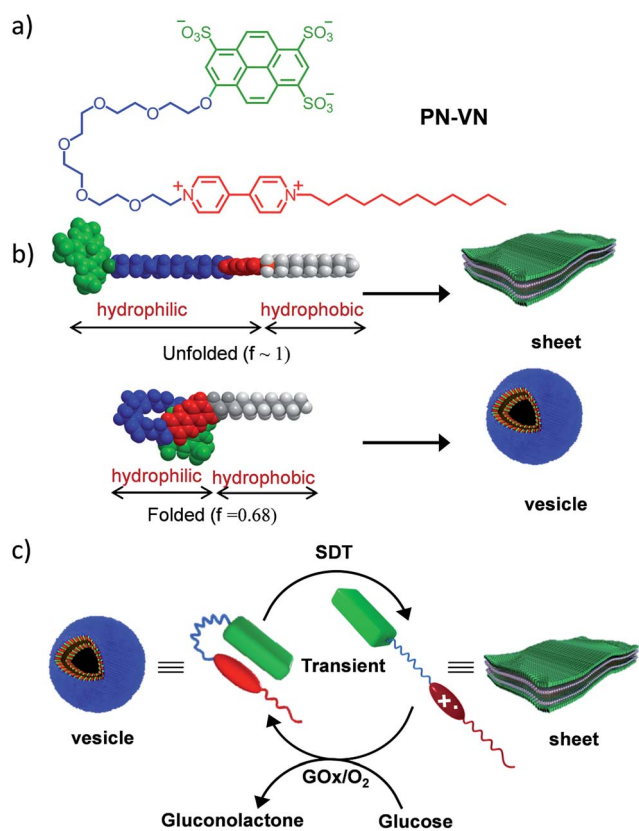 a)
SO₃⁻
⁻O₃S
SO₃⁻
O
O
O
O
O
O
N⁺
N⁺
PN-VN
b)
hydrophilic hydrophobic
Unfolded (f ~ 1)
sheet
hydrophilic hydrophobic
Folded (f =0.68)
vesicle
c)
SDT
Transient
vesicle
sheet
GOx/O₂
Gluconolactone Glucose